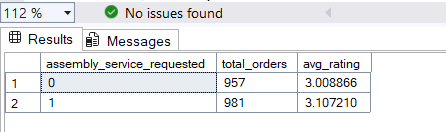 112 % No issues found
Results Messages
assembly_service_requested total_orders avg_rating
1 0 957 3.008866
2 1 981 3.107210